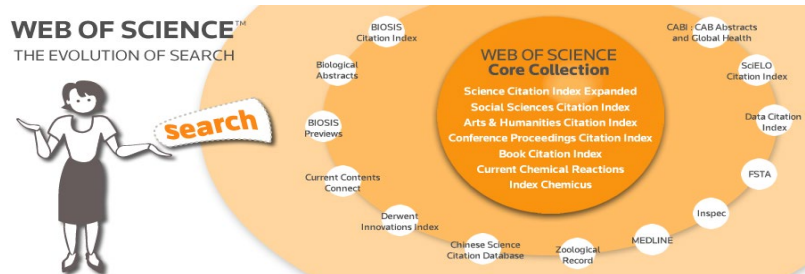 WEB OF SCIENCE™
THE EVOLUTION OF SEARCH
search
WEB OF SCIENCE
Core Collection
Science Citation Index Expanded
Social Sciences Citation Index
Arts & Humanities Citation Index
Conference Proceedings Citation Index
Book Citation Index
Current Chemical Reactions
Index Chemicus
BIOSIS
Citation Index
Biological
Abstracts
BIOSIS
Previews
Current Contents
Connect
Derwent
Innovations Index
Chinese Science
Citation Database
Zoological
Record
MEDLINE
Inspec
FSTA
Data Citation
Index
SciELO
Citation Index
CABI : CAB Abstracts
and Global Health